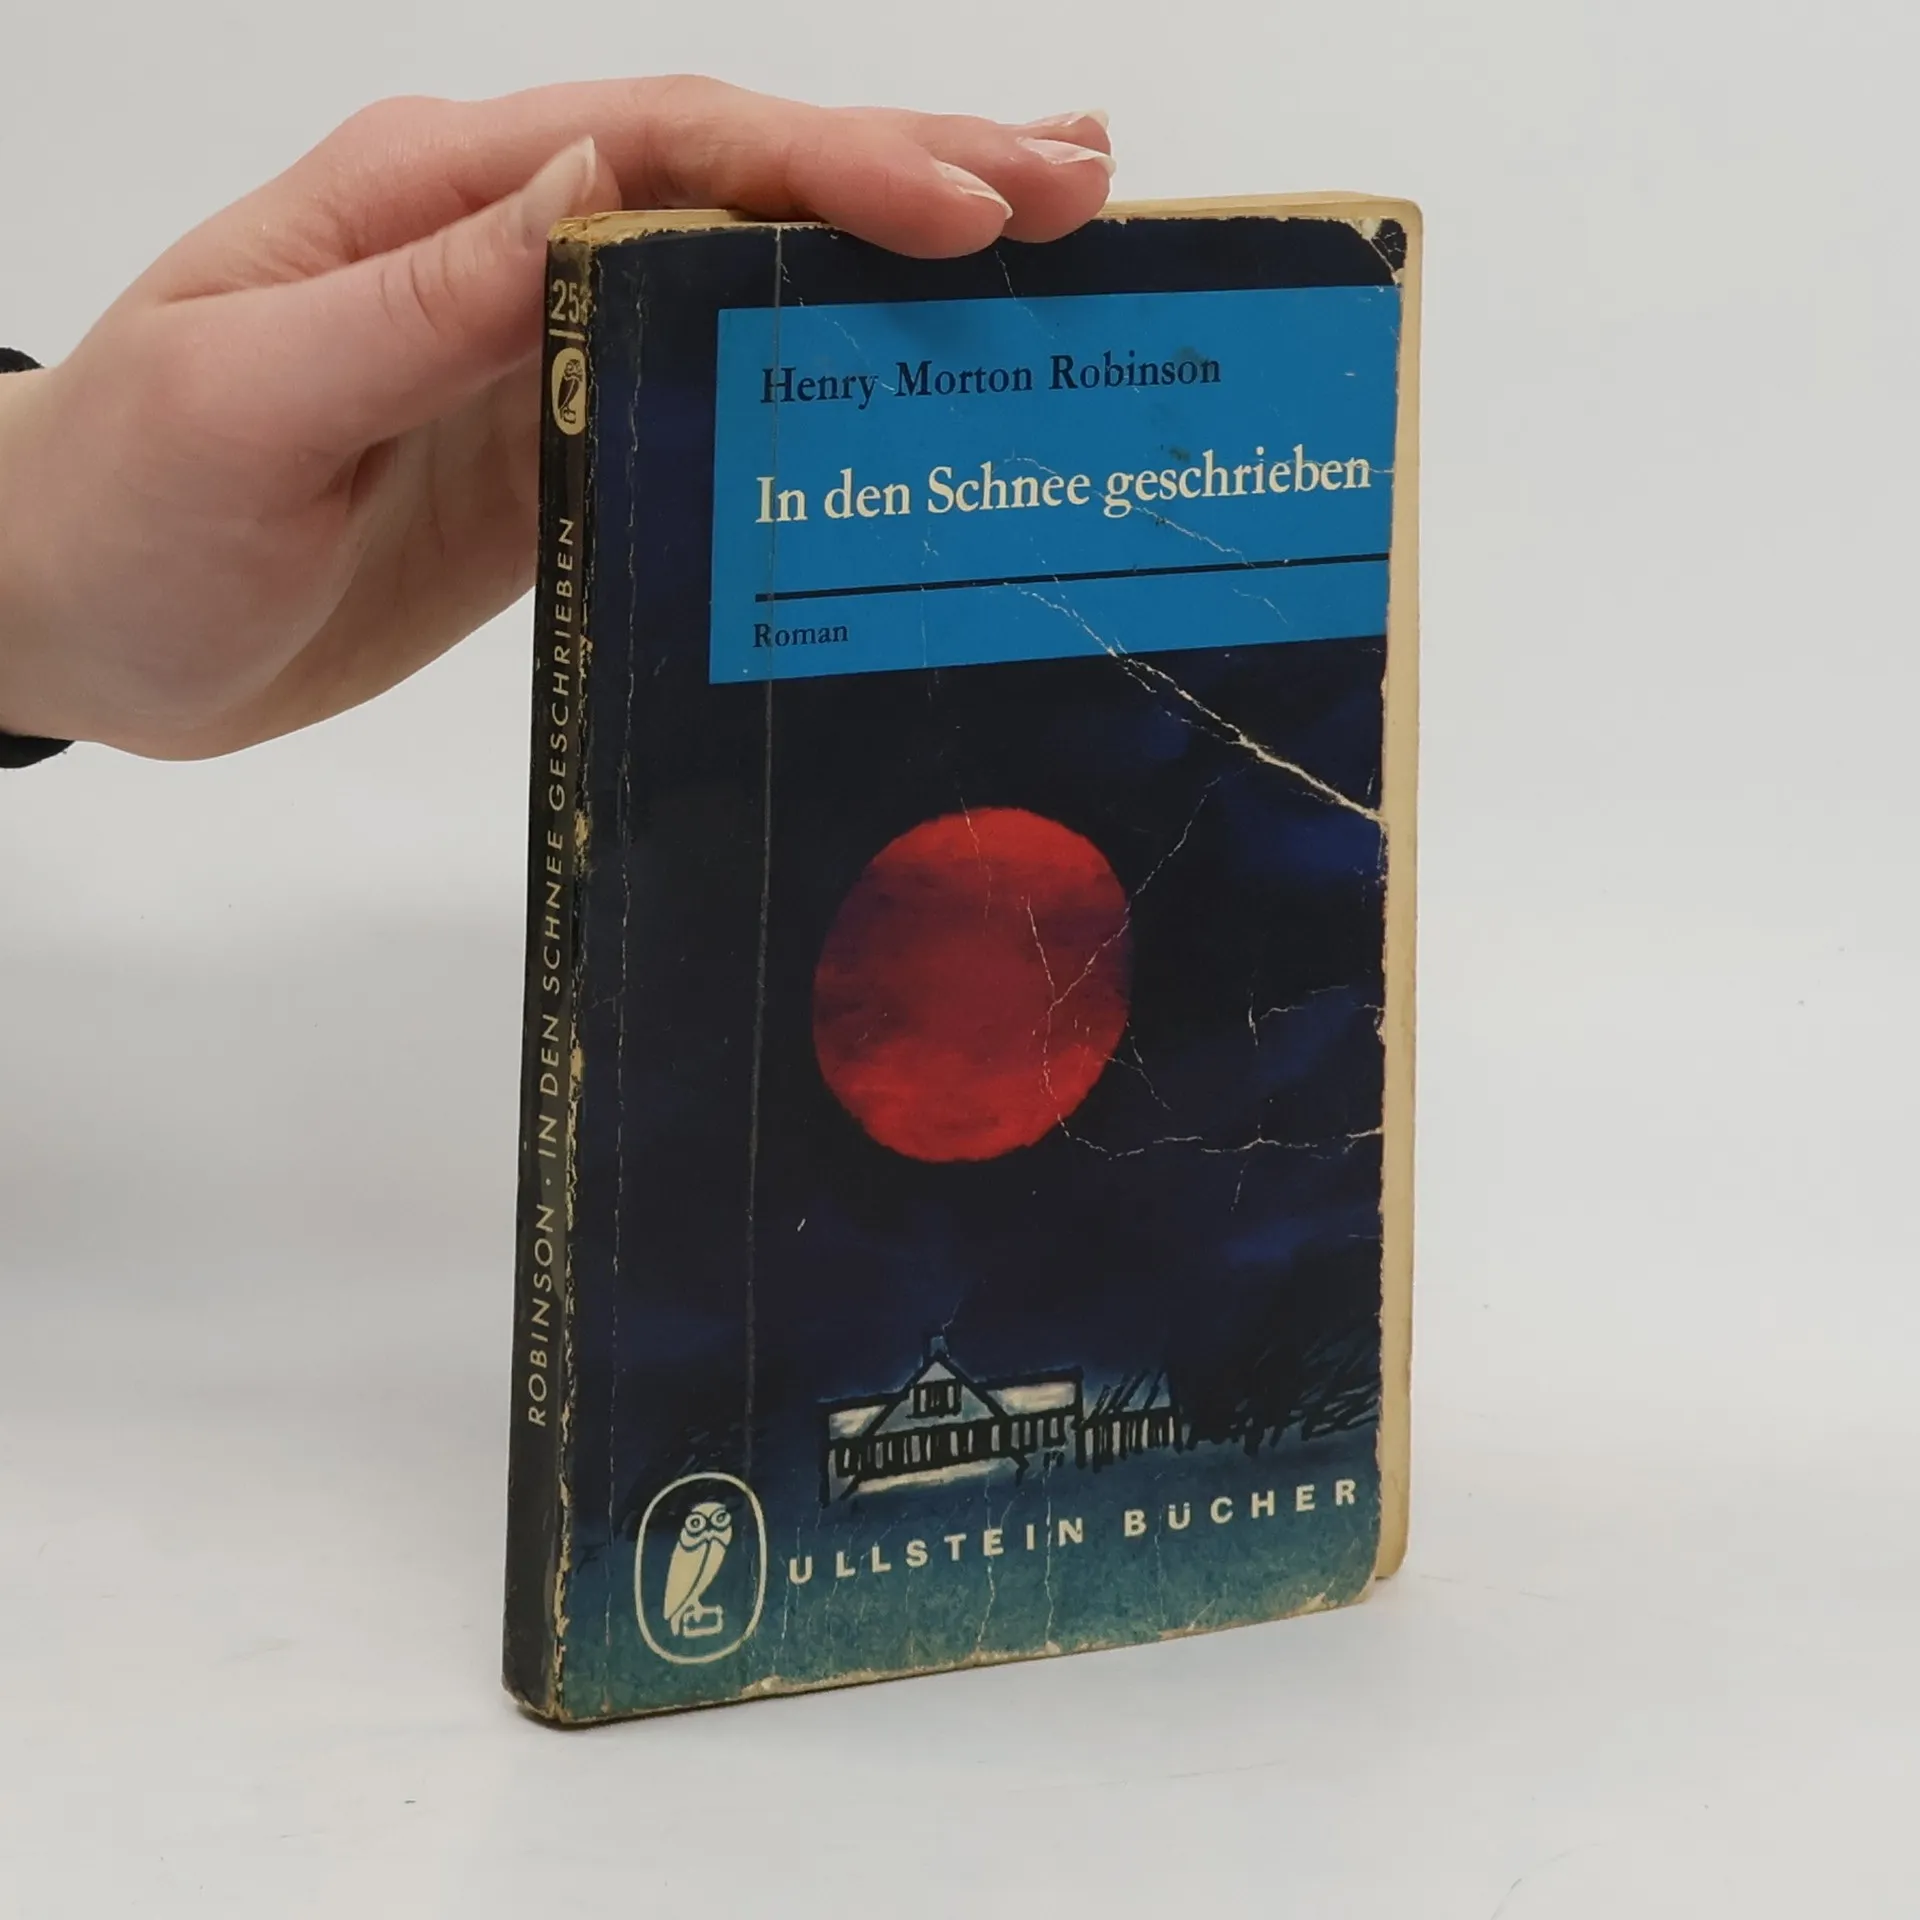 Henry Morton Robinson
In den Schnee geschrieben
Roman
ULLSTEIN BÜCHER
ROBINSON · IN DEN SCHNEE GESCHRIEBEN